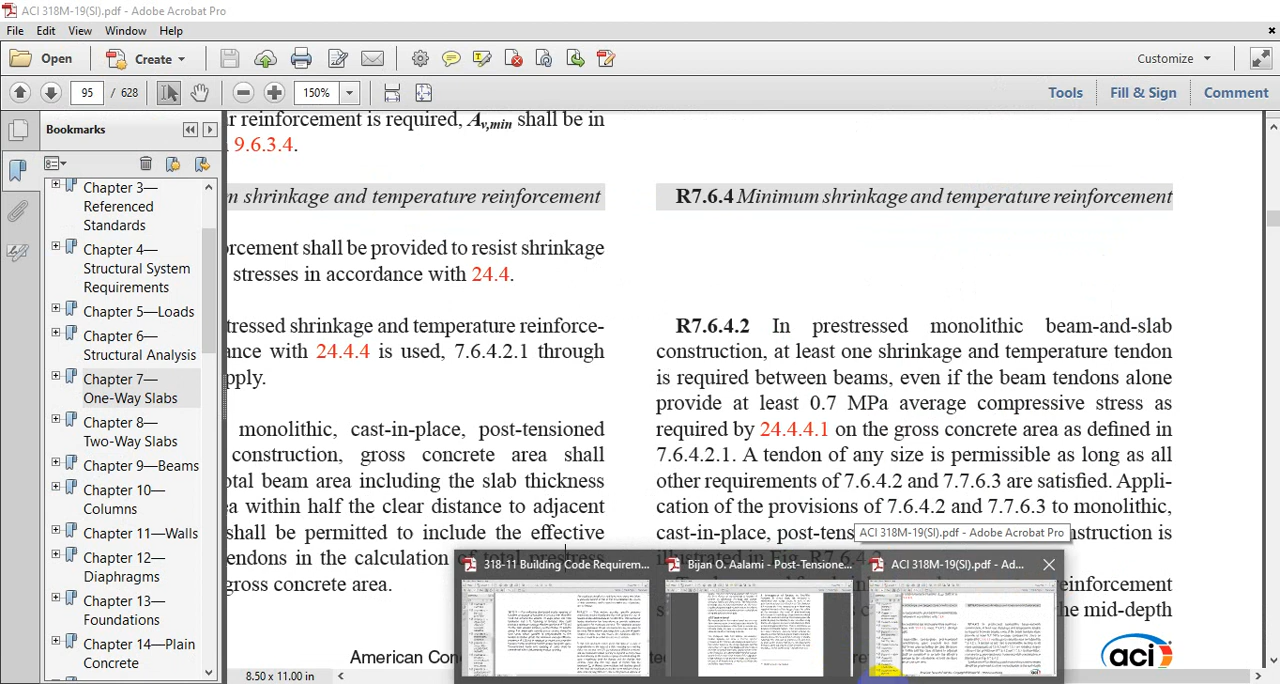 ACI 318M-19(SI).pdf - Adobe Acrobat Pro
File Edit View Window Help
Open Create Customize
95 / 628 150% Tools Fill & Sign Comment
Bookmarks
Chapter 3—
Referenced
Standards
Chapter 4—
Structural System
Requirements
Chapter 5—Loads
Chapter 6—
Structural Analysis
Chapter 7—
One-Way Slabs
Chapter 8—
Two-Way Slabs
Chapter 9—Beams
Chapter 10—
Columns
Chapter 11—Walls
Chapter 12—
Diaphragms
Chapter 13—
Foundations
Chapter 14—Plain
Concrete
r reinforcement is required, Av,min shall be in
9.6.3.4.
m shrinkage and temperature reinforcement
orcement shall be provided to resist shrinkage
stresses in accordance with 24.4.
tressed shrinkage and temperature reinforce-
ance with 24.4.4 is used, 7.6.4.2.1 through
pply.
monolithic, cast-in-place, post-tensioned
construction, gross concrete area shall
otal beam area including the slab thickness
ea within half the clear distance to adjacent
shall be permitted to include the effective
tendons in the calculation of total prestress
gross concrete area.
American Con
8.50
R7.6.4 Minimum shrinkage and temperature reinforcement
R7.6.4.2 In prestressed monolithic beam-and-slab
construction, at least one shrinkage and temperature tendon
is required between beams, even if the beam tendons alone
provide at least 0.7 MPa average compressive stress as
required by 24.4.4.1 on the gross concrete area as defined in
7.6.4.2.1. A tendon of any size is permissible as long as all
other requirements of 7.6.4.2 and 7.7.6.3 are satisfied. Appli-
cation of the provisions of 7.6.4.2 and 7.7.6.3 to monolithic,
cast-in-place, post-tens nstruction is
ACI 318M-19(SI).pdf - Adobe Acrobat Pro
illustrated in Fig. R7.6.4.2.
einforcement
he mid-depth
318-11 Building Code Requirem... Bijan O. Aalami - Post-Tensione... ACI 318M-19(SI).pdf - Ad...
aci